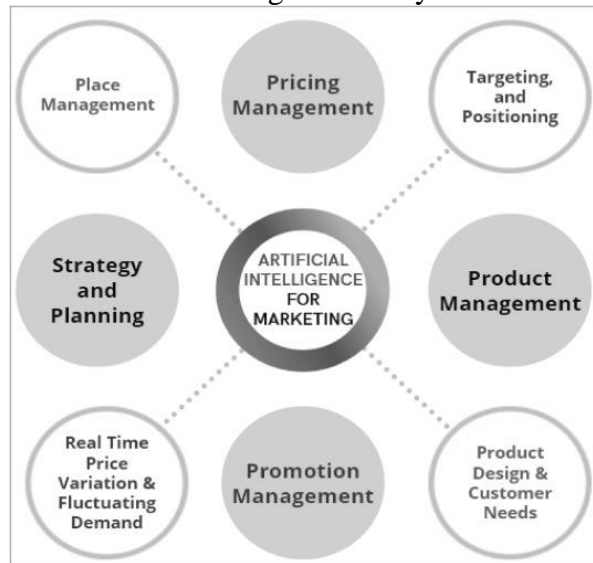 Place
Management
Pricing
Management
Targeting,
and
Positioning
Strategy
and
Planning
ARTIFICIAL
INTELLIGENCE
FOR
MARKETING
Product
Management
Real Time
Price
Variation &
Fluctuating
Demand
Promotion
Management
Product
Design &
Customer
Needs